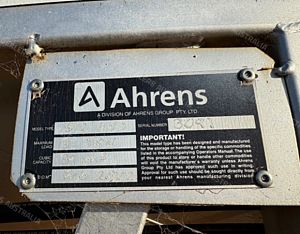 Ahrens
A DIVISION OF AHRENS GROUP PTY LTD
MODEL TYPE
SERIAL NUMBER
IMPORTANT!
MAXIMUM LOAD
CUBIC CAPACITY
D.O.M.
This model type has been designed and manufactured
for the storage or handling of the specific commodities
listed in the accompanying Operators Manual. The use
of this product to store or handle other commodities
will void the manufacturer's warranty unless Ahrens
Group Pty Ltd has approved such use in writing.
Approval for such use should be sought directly from
your nearest Ahrens manufacturing division